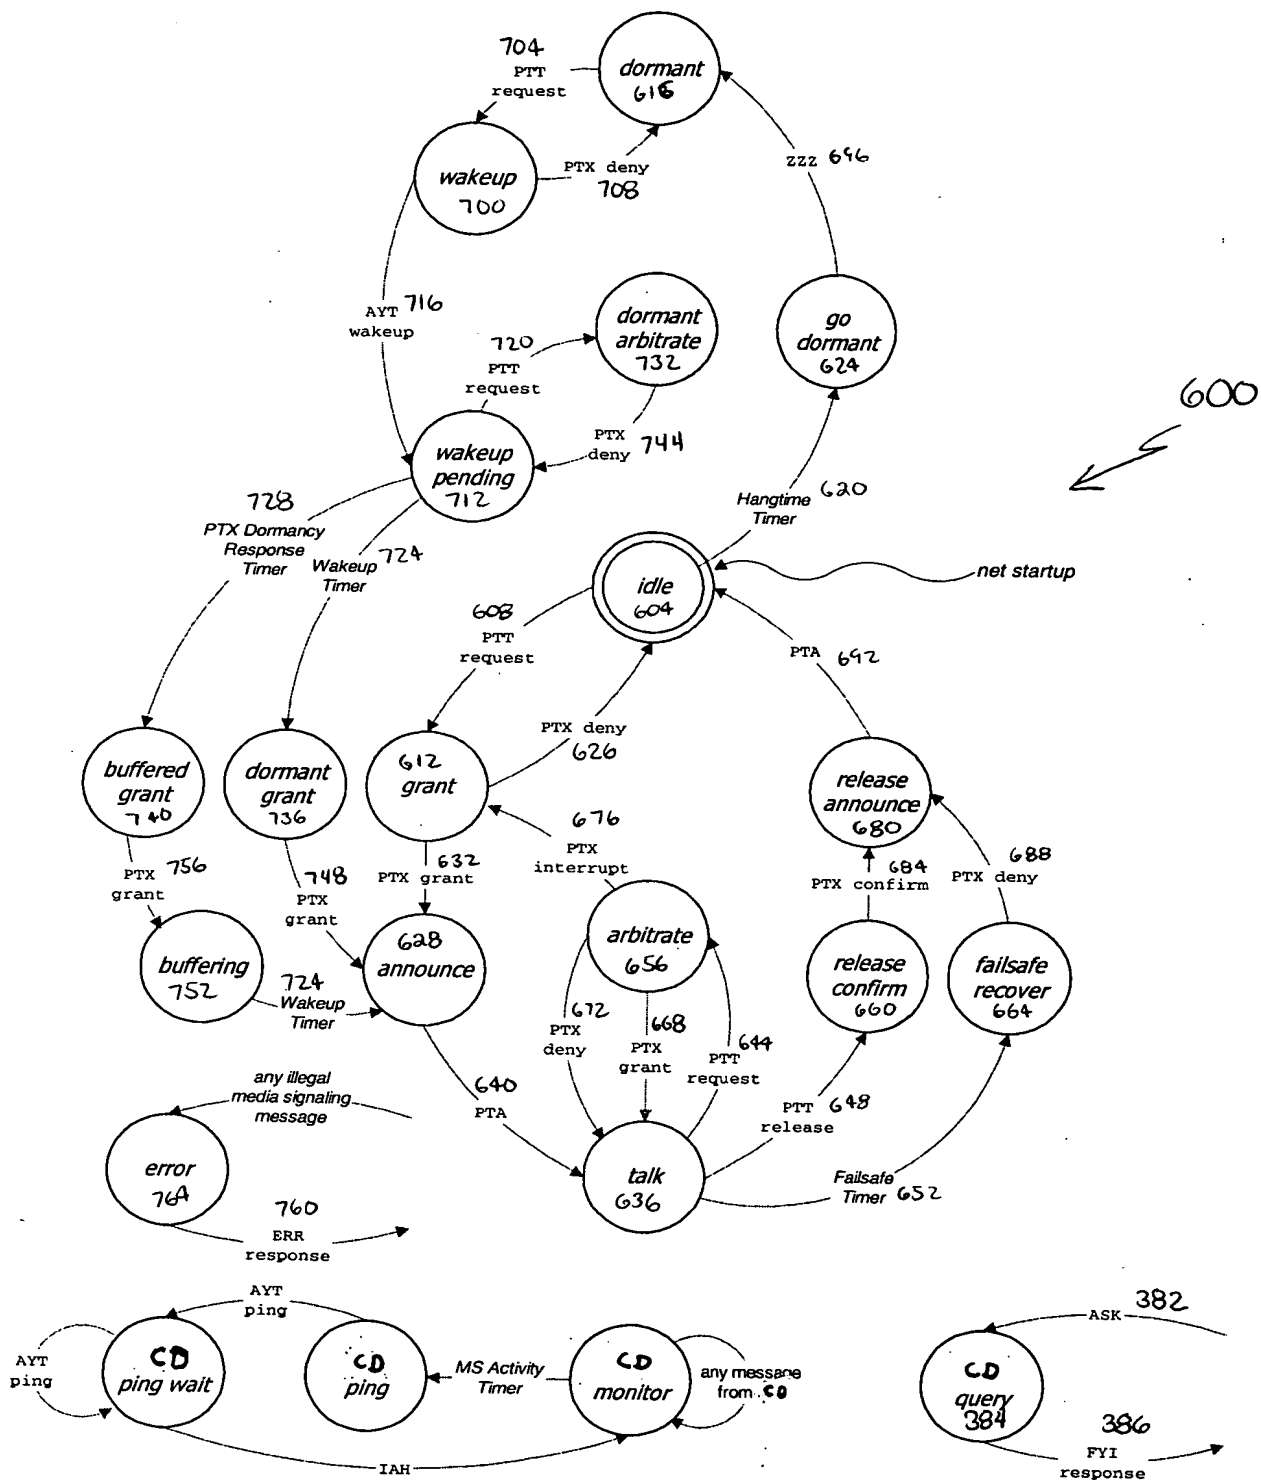 704
PTT
request
dormant
616
wakeup
700
PTX deny
708
ZZZ 696
AYT 716
wakeup
720
PTT
request
dormant
arbitrate
732
go
dormant
624
600
PTX
deny 744
wakeup
pending
712
Hangtime 620
Timer
728
PTX Dormancy
Response
Timer
Wakeup 724
Timer
idle
604
net startup
608
PTT
request
PTA 692
PTX deny
626
buffered
grant
740
dormant
grant
736
612
grant
release
announce
680
676
PTX
interrupt
PTX 756
grant
748
PTX
grant
632
PTX grant
684
PTX confirm
688
PTX deny
buffering
752
628
announce
arbitrate
656
release
confirm
660
failsafe
recover
664
724
Wakeup
Timer
672
PTX
deny
668
PTX
grant
644
PTT
request
640
PTA
PTT 648
release
any illegal
media signaling
message
error
764
talk
636
Failsafe
Timer 652
760
ERR
response
AYT
ping
AYT
ping
CD
ping wait
CD
ping
MS Activity
Timer
CD
monitor
any message
from CD
IAH
ASK 382
CD
query
384
386
FYI
response